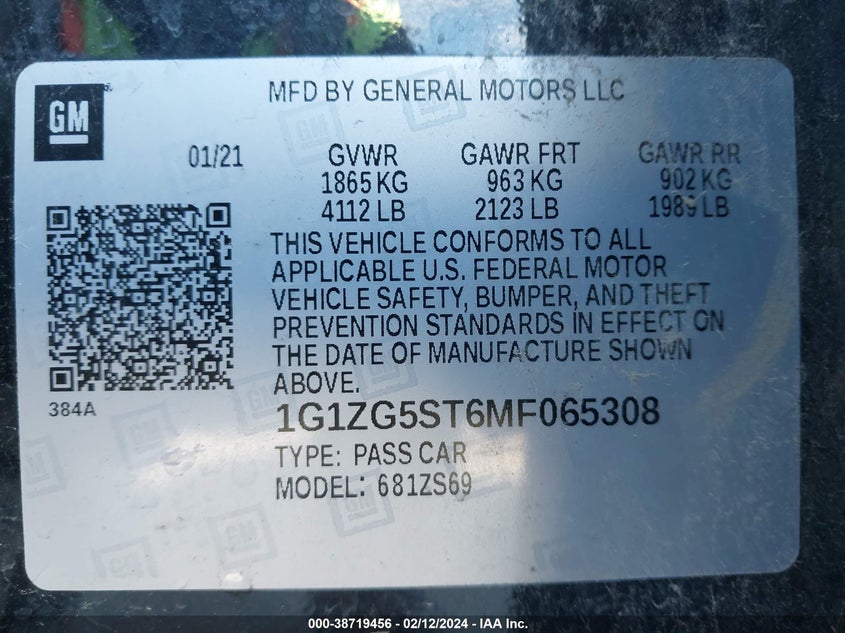 GM
MFD BY GENERAL MOTORS LLC
01/21 GVWR GAWR FRT GAWR RR
1865 KG 963 KG 902 KG
4112 LB 2123 LB 1989 LB
THIS VEHICLE CONFORMS TO ALL
APPLICABLE U.S. FEDERAL MOTOR
VEHICLE SAFETY, BUMPER, AND THEFT
PREVENTION STANDARDS IN EFFECT ON
THE DATE OF MANUFACTURE SHOWN
ABOVE.
384A
1G1ZG5ST6MF065308
TYPE: PASS CAR
MODEL: 681ZS69
000-38719456 - 02/12/2024 - IAA Inc.